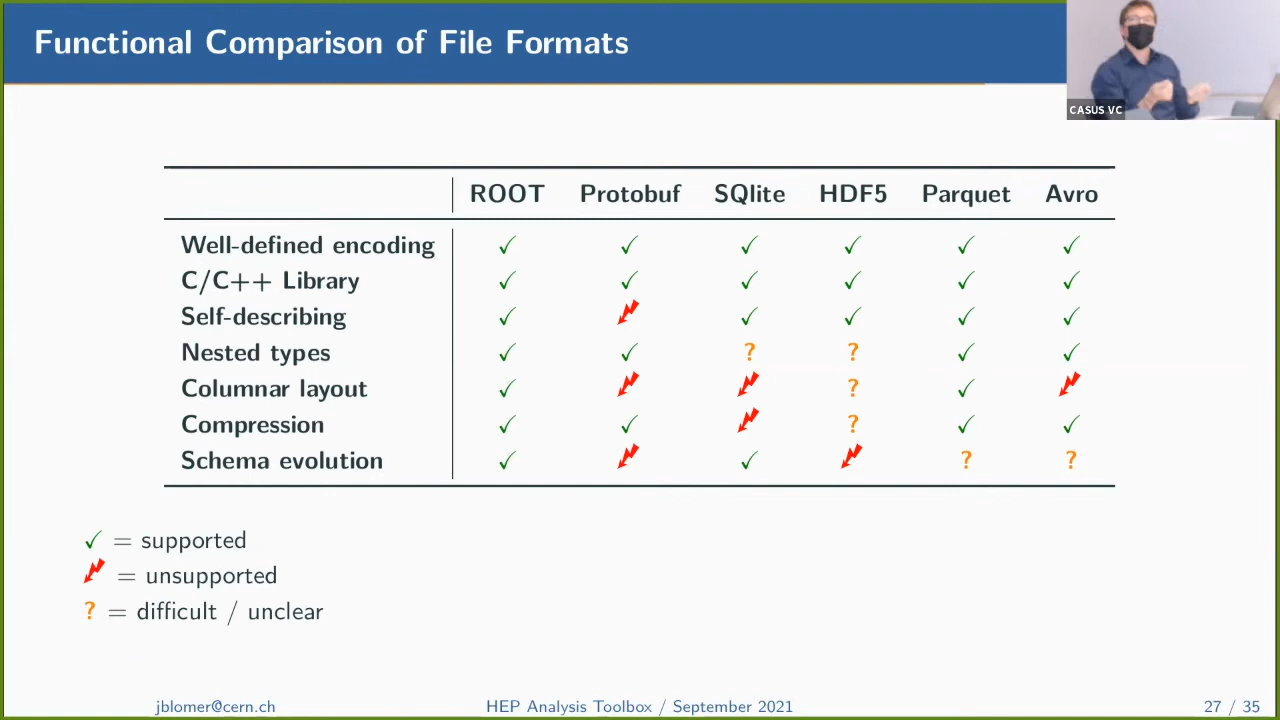 Functional Comparison of File Formats
CASUS VC
ROOT Protobuf SQlite HDF5 Parquet Avro
Well-defined encoding ✓ ✓ ✓ ✓ ✓ ✓
C/C++ Library ✓ ✓ ✓ ✓ ✓ ✓
Self-describing ✓ ⚡ ✓ ✓ ✓ ✓
Nested types ✓ ✓ ? ? ✓ ✓
Columnar layout ✓ ⚡ ⚡ ? ✓ ⚡
Compression ✓ ✓ ⚡ ? ✓ ✓
Schema evolution ✓ ⚡ ✓ ⚡ ? ?
✓ = supported
⚡ = unsupported
? = difficult / unclear
jblomer@cern.ch HEP Analysis Toolbox / September 2021 27 / 35